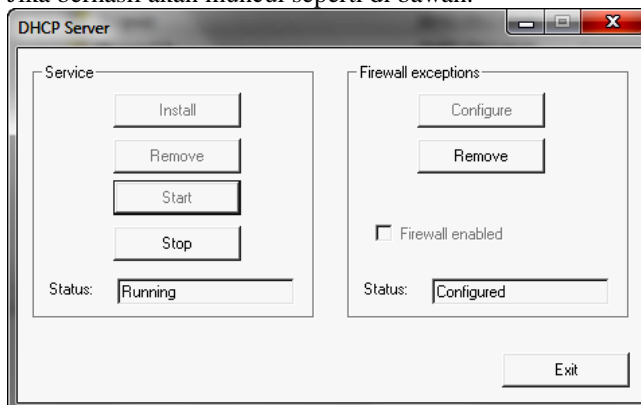 Jika berhasil akan muncul seperti di bawah.
DHCP Server
Service
Install
Remove
Start
Stop
Status: Running
Firewall exceptions
Configure
Remove
Firewall enabled
Status: Configured
Exit